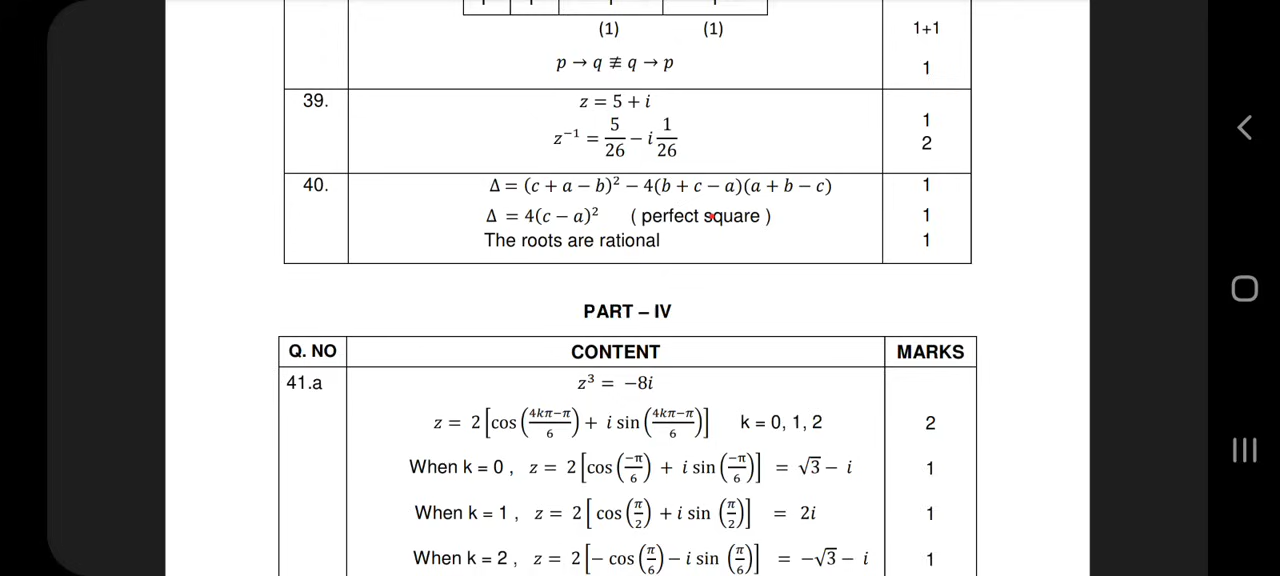 (1) (1) 1+1
p → q ≢ q → p 1
39. z = 5 + i 1
z⁻¹ = 5/26 − i 1/26 2
40. Δ = (c + a − b)² − 4(b + c − a)(a + b − c) 1
Δ = 4(c − a)² ( perfect square ) 1
The roots are rational 1
PART – IV
Q. NO CONTENT MARKS
41.a z³ = −8i
z = 2 [cos (4kπ−π/6) + i sin (4kπ−π/6)] k = 0, 1, 2 2
When k = 0 , z = 2 [cos (−π/6) + i sin (−π/6)] = √3 − i 1
When k = 1 , z = 2 [ cos (π/2) + i sin (π/2)] = 2i 1
When k = 2 , z = 2 [− cos (π/6) − i sin (π/6)] = −√3 − i 1